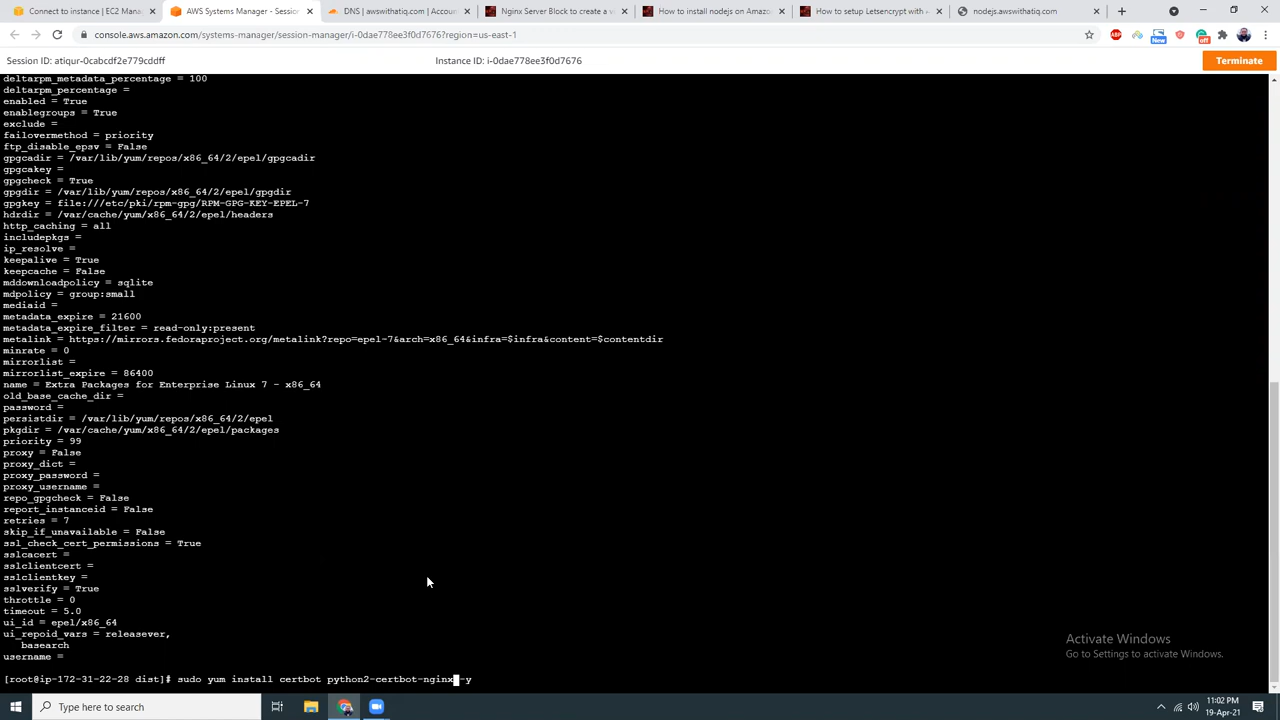 Connect to instance | EC2 Mana
AWS Systems Manager - Sessio
DNS | awswithatiq.com | Accoun
Nginx Server Block to create a v
How to install nodejs on Amazo
How to setup Letsencrypt with A
nodejs.awswithatiq.com
console.aws.amazon.com/systems-manager/session-manager/i-0dae778ee3f0d7676?region=us-east-1
ABP
New
off
Session ID: atiqur-0cabcdf2e779cddff
Instance ID: i-0dae778ee3f0d7676
Terminate
deltarpm_metadata_percentage = 100
deltarpm_percentage =
enabled = True
enablegroups = True
exclude =
failovermethod = priority
ftp_disable_epsv = False
gpgcadir = /var/lib/yum/repos/x86_64/2/epel/gpgcadir
gpgcakey =
gpgcheck = True
gpgdir = /var/lib/yum/repos/x86_64/2/epel/gpgdir
gpgkey = file:///etc/pki/rpm-gpg/RPM-GPG-KEY-EPEL-7
hdrdir = /var/cache/yum/x86_64/2/epel/headers
http_caching = all
includepkgs =
ip_resolve =
keepalive = True
keepcache = False
mddownloadpolicy = sqlite
mdpolicy = group:small
mediaid =
metadata_expire = 21600
metadata_expire_filter = read-only:present
metalink = https://mirrors.fedoraproject.org/metalink?repo=epel-7&arch=x86_64&infra=$infra&content=$contentdir
minrate = 0
mirrorlist =
mirrorlist_expire = 86400
name = Extra Packages for Enterprise Linux 7 - x86_64
old_base_cache_dir =
password =
persistdir = /var/lib/yum/repos/x86_64/2/epel
pkgdir = /var/cache/yum/x86_64/2/epel/packages
priority = 99
proxy = False
proxy_dict =
proxy_password =
proxy_username =
repo_gpgcheck = False
report_instanceid = False
retries = 7
skip_if_unavailable = False
ssl_check_cert_permissions = True
sslcacert =
sslclientcert =
sslclientkey =
sslverify = True
throttle = 0
timeout = 5.0
ui_id = epel/x86_64
ui_repoid_vars = releasever,
basearch
username =
[root@ip-172-31-22-28 dist]# sudo yum install certbot python2-certbot-nginx -y
Activate Windows
Go to Settings to activate Windows.
Type here to search
11:02 PM
19-Apr-21